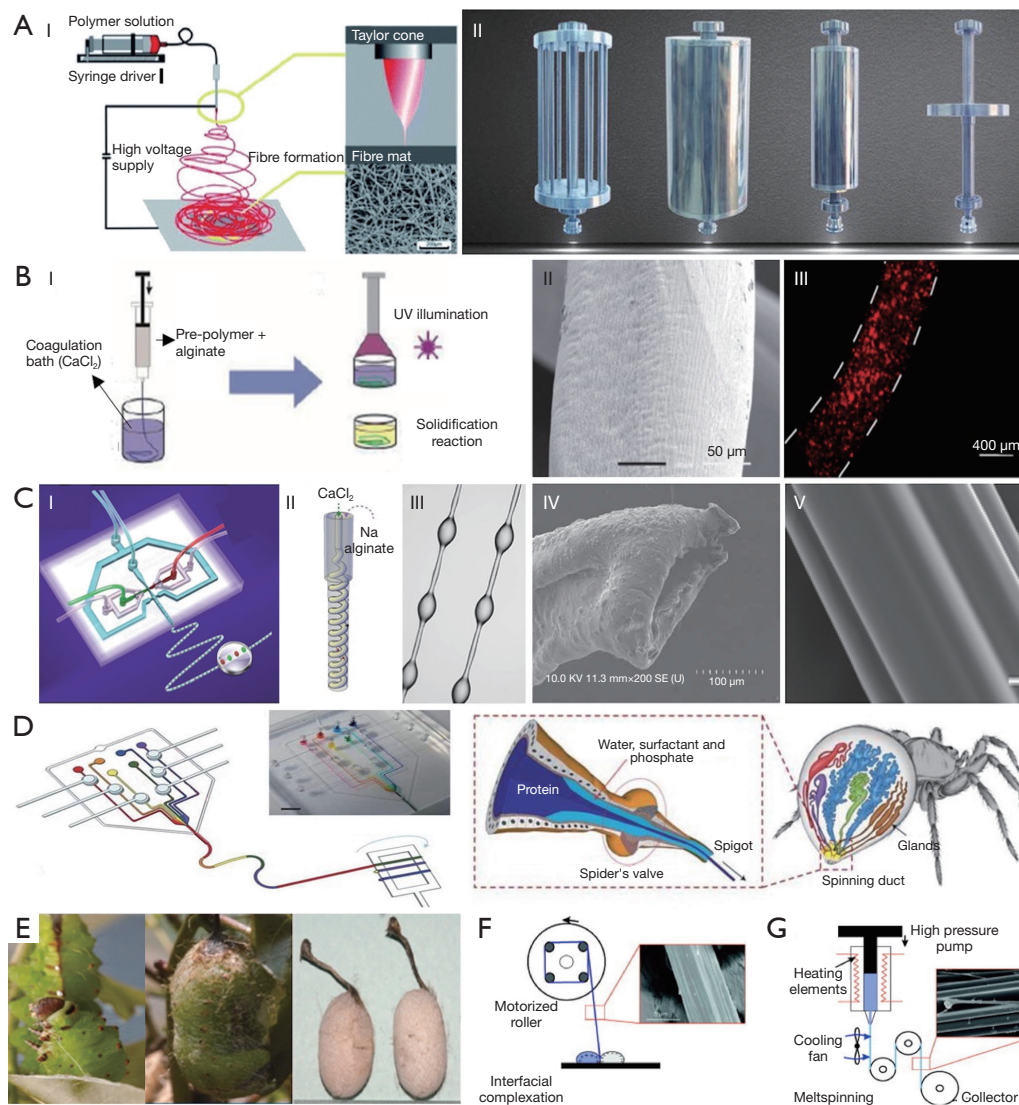 A
I
Polymer solution
Syringe driver
High voltage
supply
Fibre formation
Taylor cone
Fibre mat
II
B
I
Coagulation
bath (CaCl₂)
Pre-polymer +
alginate
UV illumination
Solidification
reaction
II
50 µm
III
400 µm
C
I
II
CaCl₂
Na
alginate
III
IV
10.0 KV 11.3 mm×200 SE (U)
100 µm
V
D
Water, surfactant and
phosphate
Protein
Spigot
Spider's valve
Glands
Spinning duct
E
F
Motorized
roller
Interfacial
complexation
G
High pressure
pump
Heating
elements
Cooling
fan
Meltspinning
Gollector